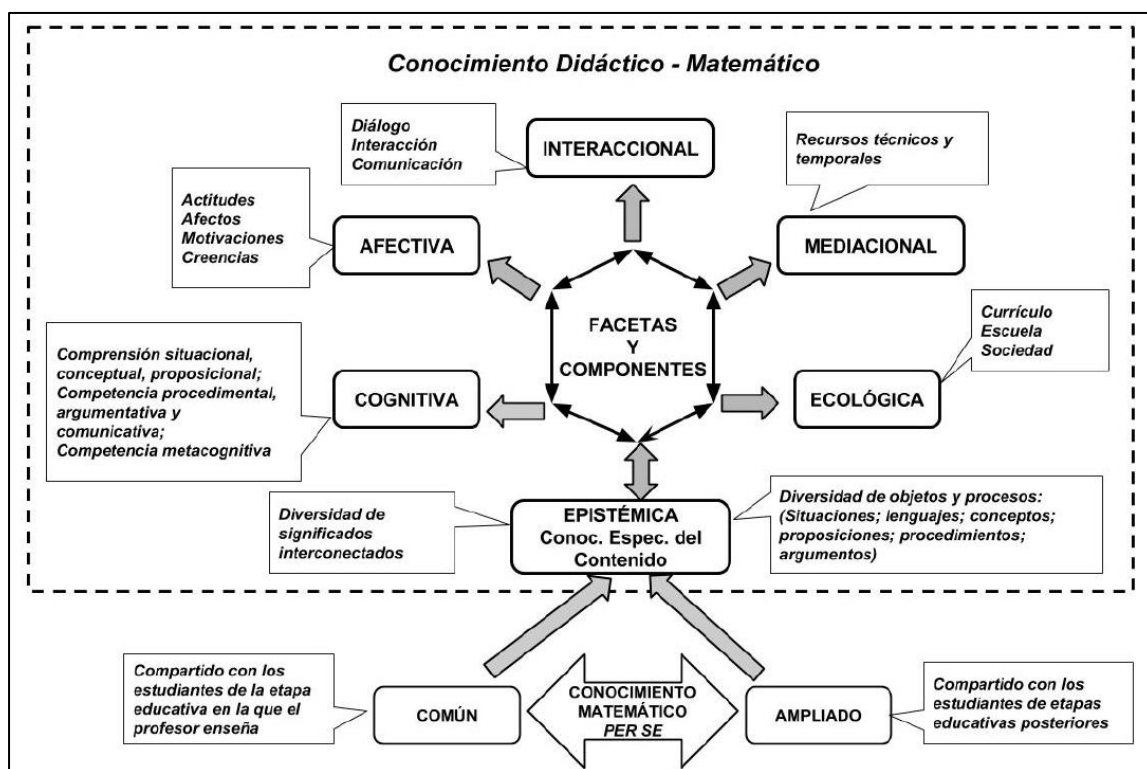 Conocimiento Didáctico - Matemático
Diálogo
Interacción
Comunicación
INTERACCIONAL
Recursos técnicos y
temporales
Actitudes
Afectos
Motivaciones
Creencias
AFECTIVA
MEDIACIONAL
FACETAS
Y
COMPONENTES
Currículo
Escuela
Sociedad
Comprensión situacional,
conceptual, proposicional;
Competencia procedimental,
argumentativa y
comunicativa;
Competencia metacognitiva
COGNITIVA
ECOLÓGICA
Diversidad de
significados
interconectados
EPISTÉMICA
Conoc. Espec. del
Contenido
Diversidad de objetos y procesos:
(Situaciones; lenguajes; conceptos;
proposiciones; procedimientos;
argumentos)
Compartido con los
estudiantes de la etapa
educativa en la que el
profesor enseña
COMÚN
CONOCIMIENTO
MATEMÁTICO
PER SE
AMPLIADO
Compartido con los
estudiantes de etapas
educativas posteriores